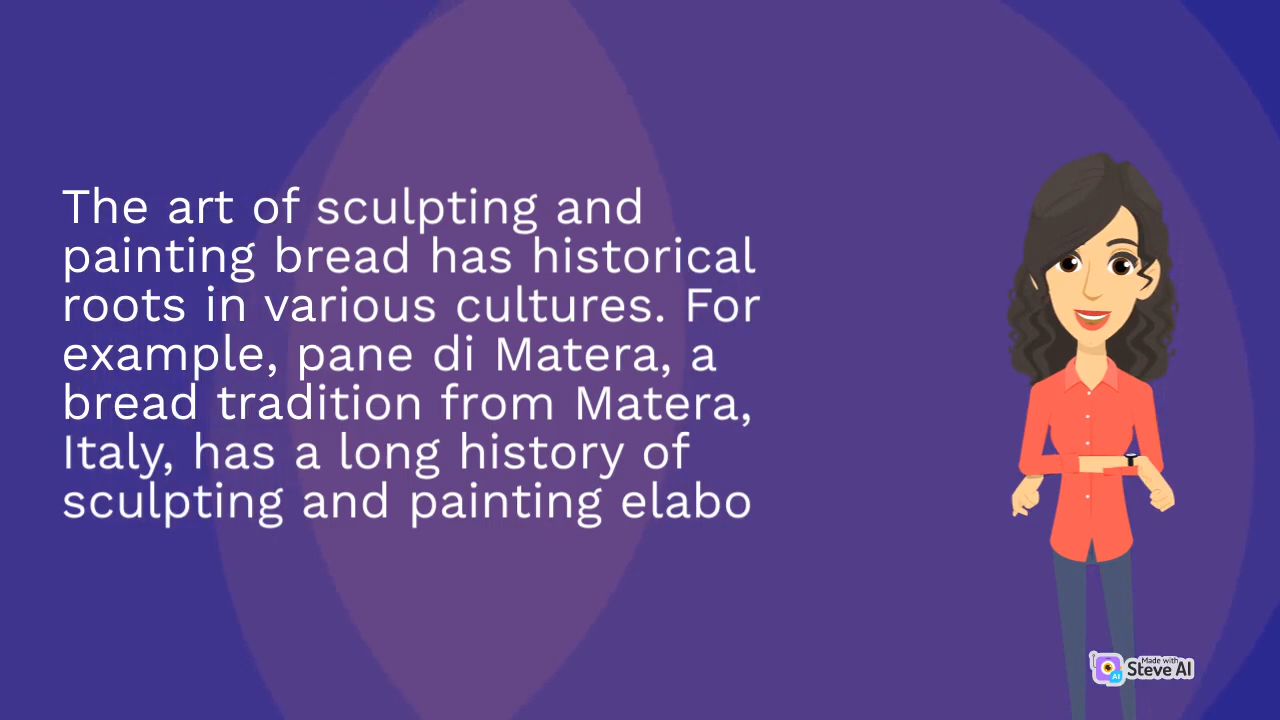 The art of sculpting and
painting bread has historical
roots in various cultures. For
example, pane di Matera, a
bread tradition from Matera,
Italy, has a long history of
sculpting and painting elabo
Made with
Steve AI
AI